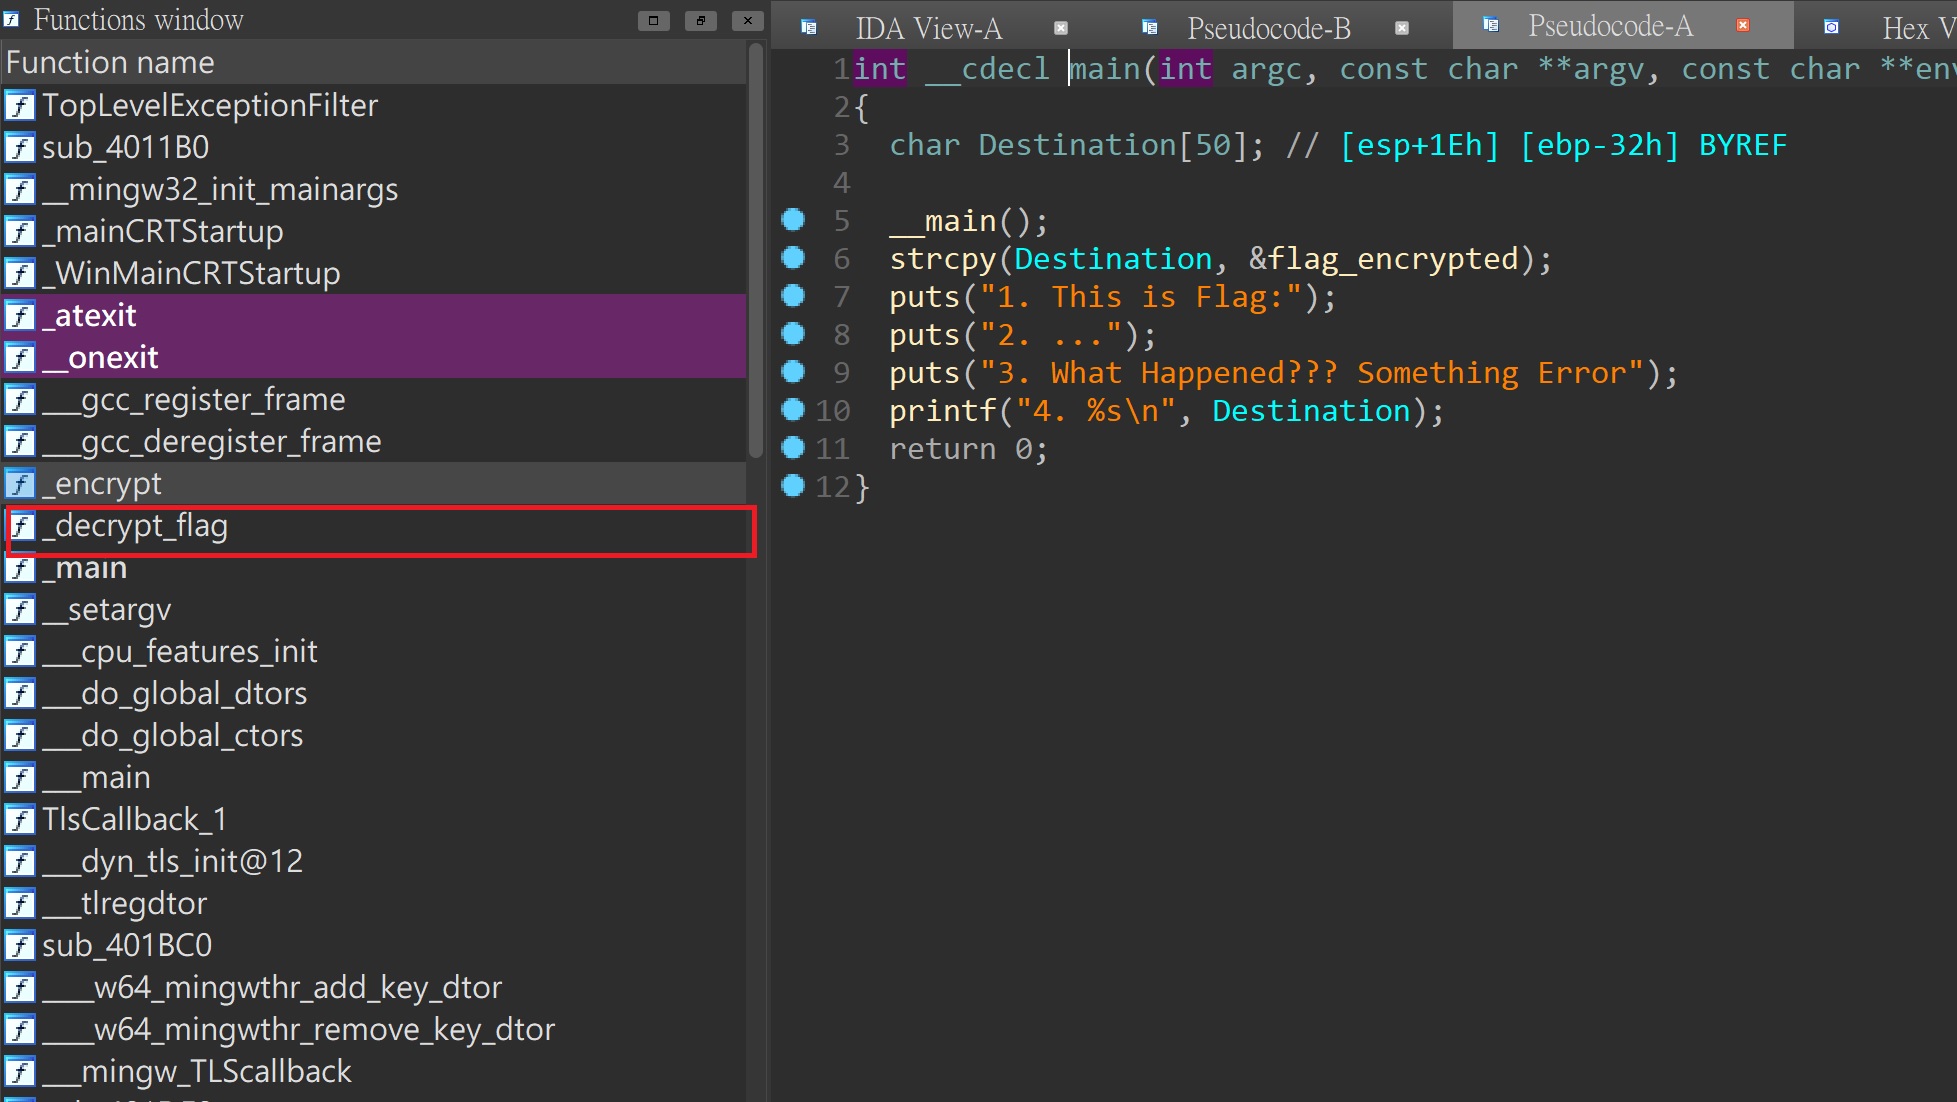 Functions window
Function name
TopLevelExceptionFilter
sub_4011B0
__mingw32_init_mainargs
_mainCRTStartup
_WinMainCRTStartup
_atexit
__onexit
___gcc_register_frame
___gcc_deregister_frame
_encrypt
_decrypt_flag
_main
__setargv
___cpu_features_init
___do_global_dtors
___do_global_ctors
___main
TlsCallback_1
___dyn_tls_init@12
___tlregdtor
sub_401BC0
____w64_mingwthr_add_key_dtor
____w64_mingwthr_remove_key_dtor
___mingw_TLScallback
IDA View-A Pseudocode-B Pseudocode-A Hex V
1 int __cdecl main(int argc, const char **argv, const char **env
2 {
3 char Destination[50]; // [esp+1Eh] [ebp-32h] BYREF
4
5 __main();
6 strcpy(Destination, &flag_encrypted);
7 puts("1. This is Flag:");
8 puts("2. ...");
9 puts("3. What Happened??? Something Error");
10 printf("4. %s\n", Destination);
11 return 0;
12 }